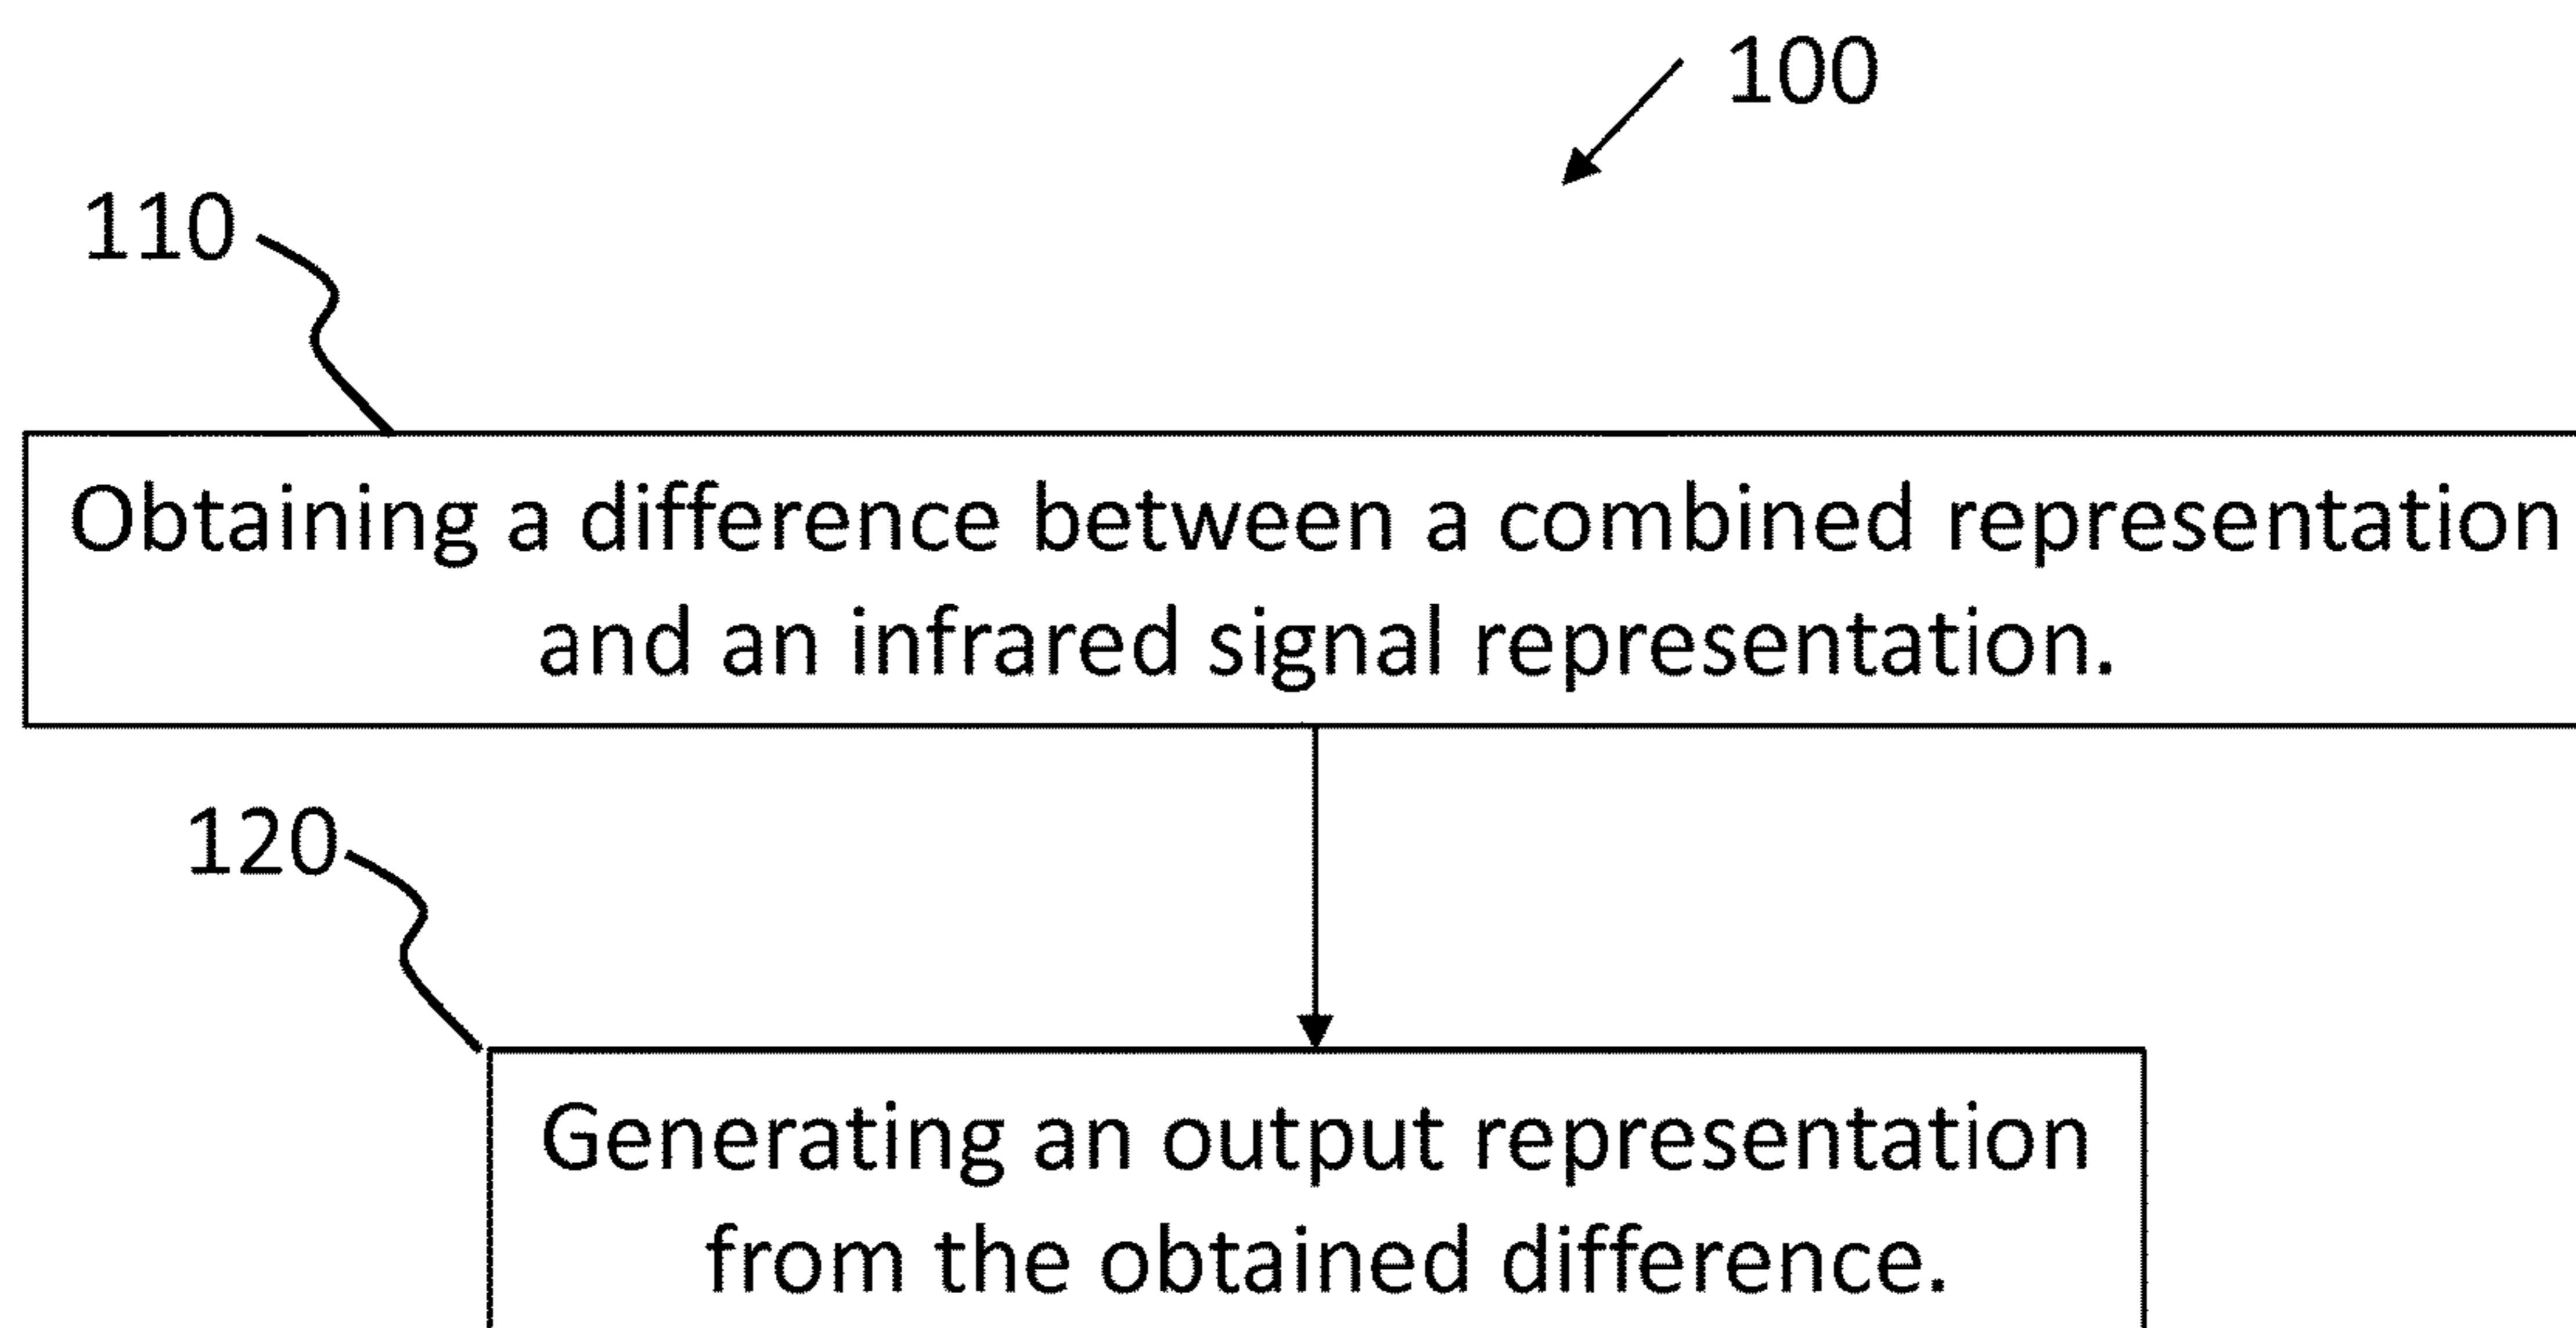 100
110
Obtaining a difference between a combined representation
and an infrared signal representation.
120
Generating an output representation
from the obtained difference.